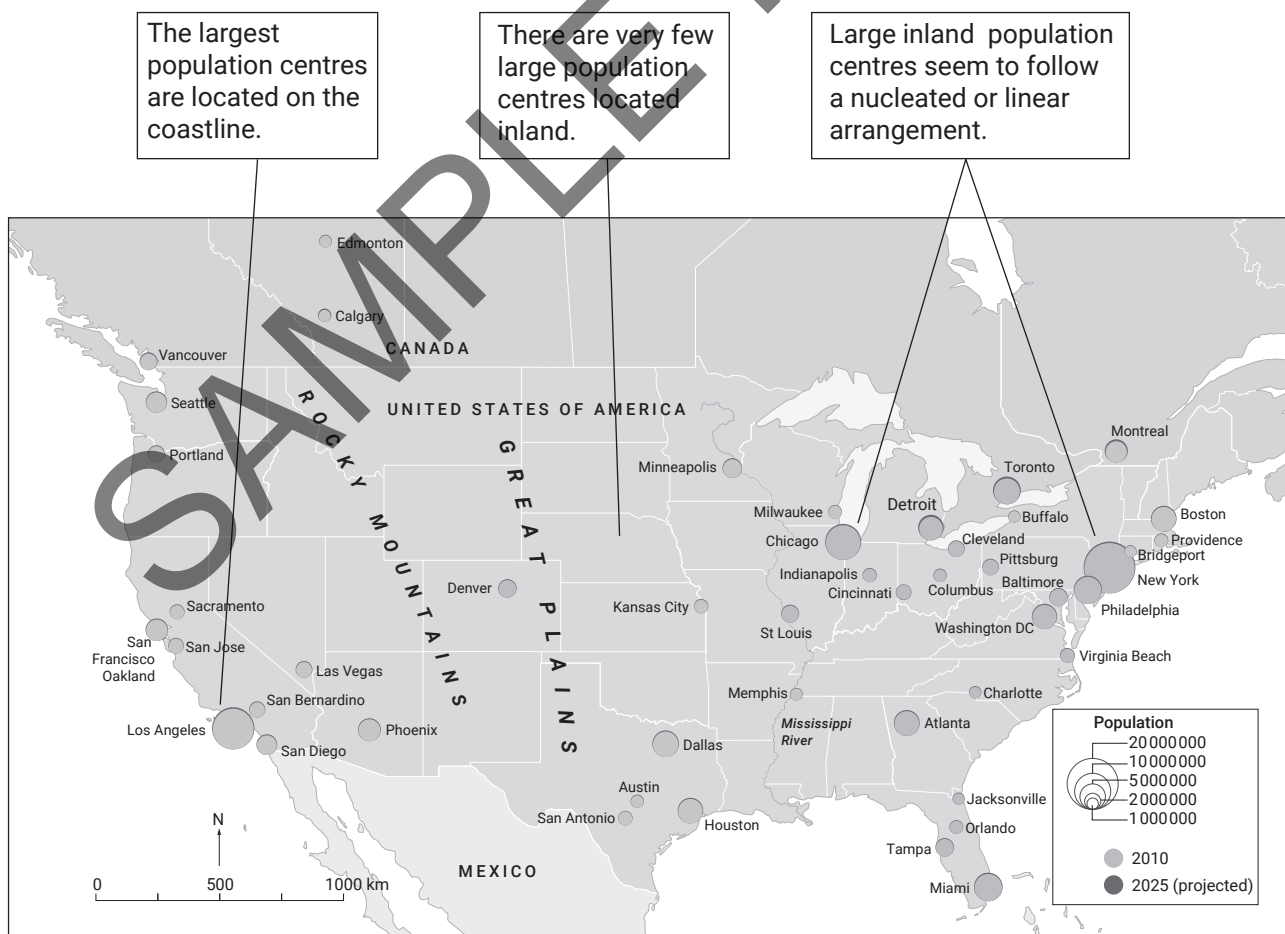 The largest
population centres
are located on the
coastline.
There are very few
large population
centres located
inland.
Large inland population
centres seem to follow
a nucleated or linear
arrangement.
SAMPLE
Edmonton
Calgary
CANADA
Vancouver
Seattle
Portland
UNITED STATES OF AMERICA
ROCKY MOUNTAINS
GREAT PLAINS
Minneapolis
Milwaukee
Chicago
Detroit
Toronto
Montreal
Buffalo
Boston
Providence
Bridgeport
New York
Cleveland
Pittsburg
Indianapolis
Columbus
Baltimore
Cincinnati
Philadelphia
Washington DC
Denver
Kansas City
St Louis
Sacramento
San
Francisco
Oakland
San Jose
Las Vegas
San Bernardino
Los Angeles
San Diego
Phoenix
Virginia Beach
Memphis
Charlotte
Mississippi
River
Atlanta
Dallas
Austin
San Antonio
Houston
Jacksonville
Orlando
Tampa
Miami
MEXICO
N
0 500 1000 km
Population
20 000 000
10 000 000
5 000 000
2 000 000
1 000 000
2010
2025 (projected)